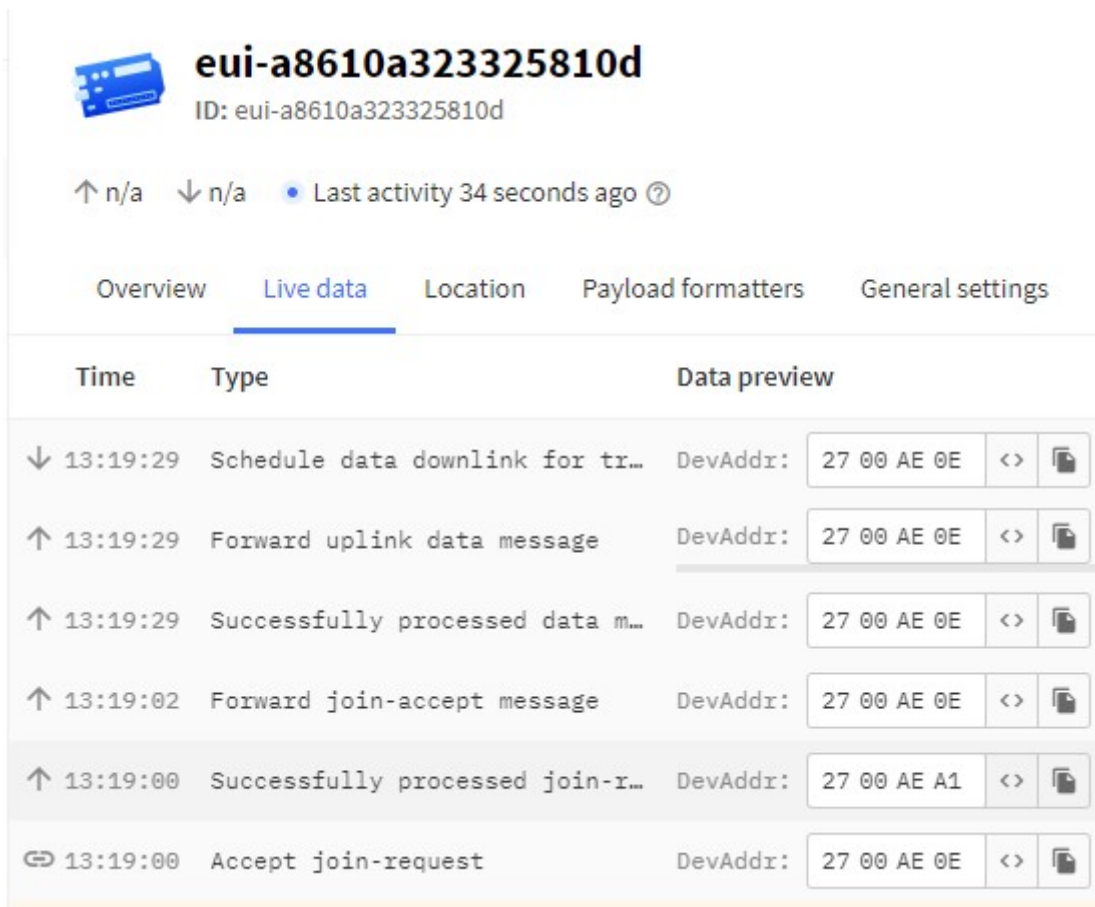 eui-a8610a323325810d
ID: eui-a8610a323325810d
n/a n/a Last activity 34 seconds ago
Overview Live data Location Payload formatters General settings
Time Type Data preview
13:19:29 Schedule data downlink for tr… DevAddr: 27 00 AE 0E <>
13:19:29 Forward uplink data message DevAddr: 27 00 AE 0E <>
13:19:29 Successfully processed data m… DevAddr: 27 00 AE 0E <>
13:19:02 Forward join-accept message DevAddr: 27 00 AE 0E <>
13:19:00 Successfully processed join-r… DevAddr: 27 00 AE A1 <>
13:19:00 Accept join-request DevAddr: 27 00 AE 0E <>